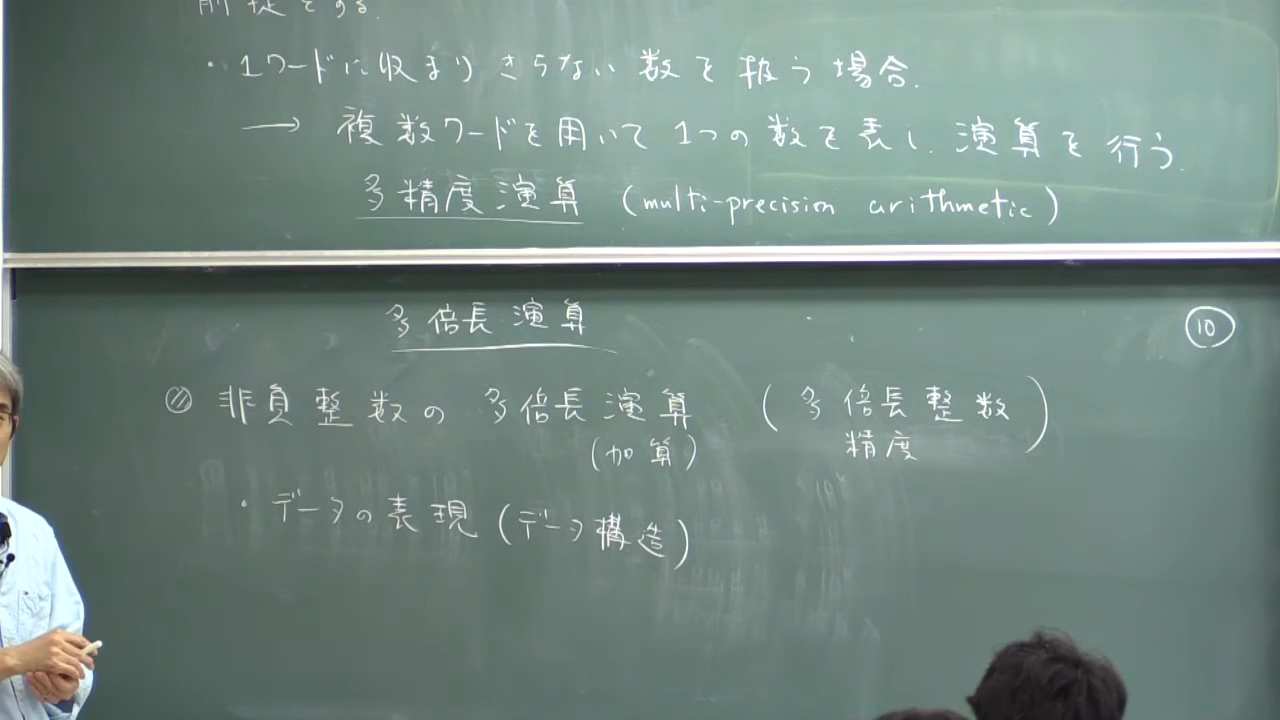 前提とする.
・1ワードに収まりきらない数を扱う場合.
→ 複数ワードを用いて1つの数を表し,演算を行う.
多精度演算 (multi-precision arithmetic)
多倍長演算
⑩
非負整数の多倍長演算 (多倍長整数)
(加算) 精度
・データの表現(データ構造)